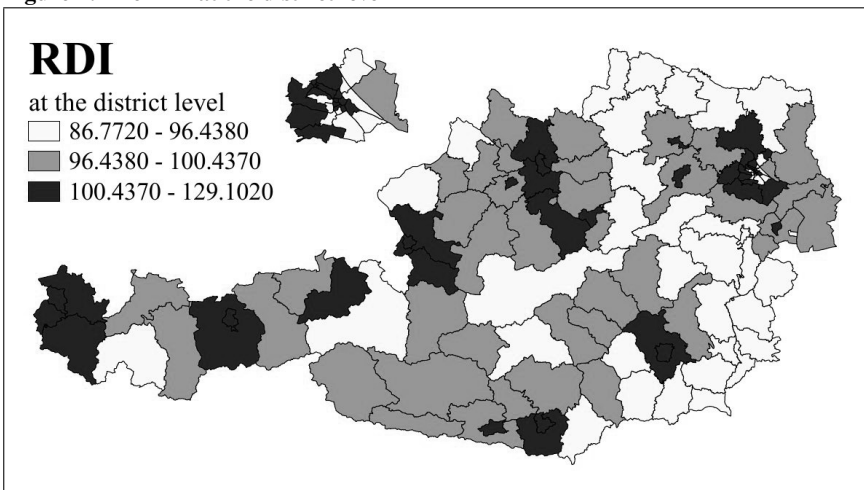 RDI
at the district level
86.7720 - 96.4380
96.4380 - 100.4370
100.4370 - 129.1020